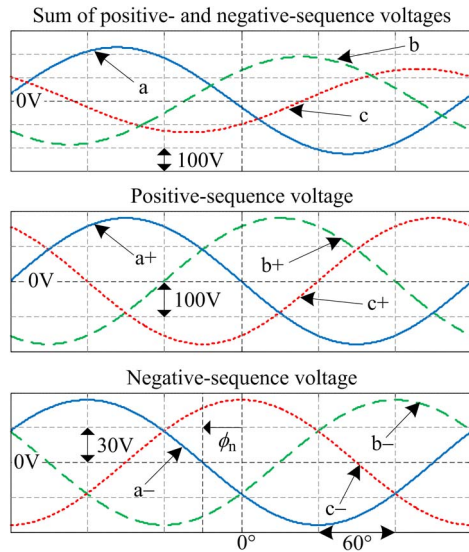 Sum of positive- and negative-sequence voltages
b
a
0V
c
100V
Positive-sequence voltage
a+
b+
0V
100V
c+
Negative-sequence voltage
30V
ϕn
b−
0V
a−
c−
0° 60°